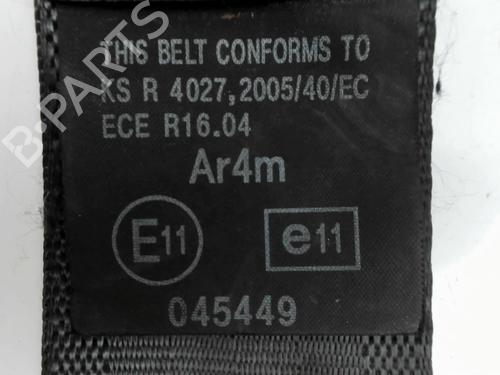 THIS BELT CONFORMS TO
KS R 4027,2005/40/EC
ECE R16.04
Ar4m
E11 e11
045449
B-PARTS